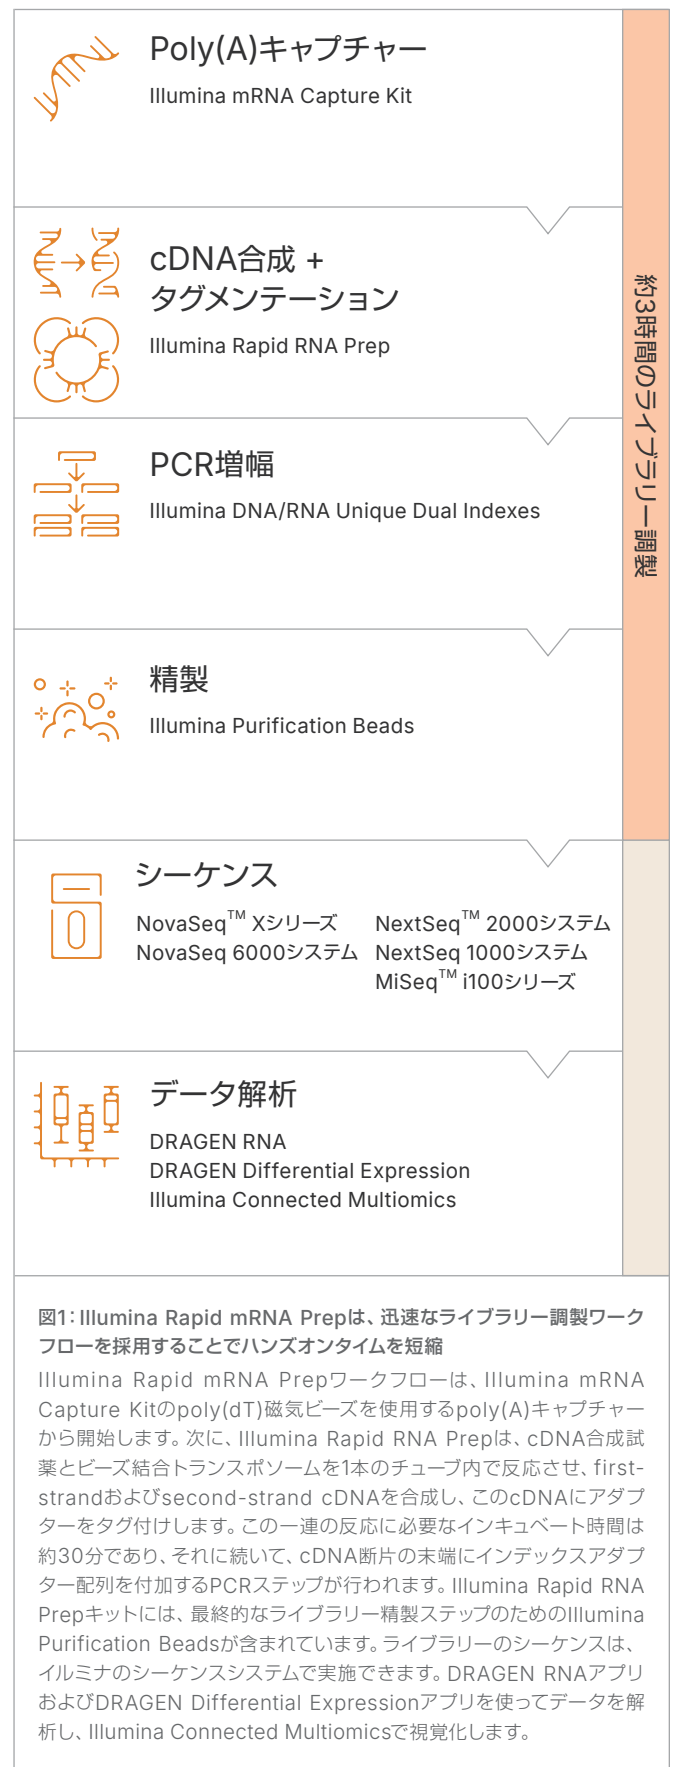 Poly(A)キャプチャー
Illumina mRNA Capture Kit
cDNA合成 +
タグメンテーション
Illumina Rapid RNA Prep
PCR増幅
Illumina DNA/RNA Unique Dual Indexes
精製
Illumina Purification Beads
約3時間のライブラリー調製
シーケンス
NovaSeq™ Xシリーズ
NovaSeq 6000システム
NextSeq™ 2000システム
NextSeq 1000システム
MiSeq™ i100シリーズ
データ解析
DRAGEN RNA
DRAGEN Differential Expression
Illumina Connected Multiomics
図1：Illumina Rapid mRNA Prepは、迅速なライブラリー調製ワーク
フローを採用することでハンズオンタイムを短縮
Illumina Rapid mRNA Prepワークフローは、Illumina mRNA
Capture Kitのpoly(dT)磁気ビーズを使用するpoly(A)キャプチャー
から開始します。次に、Illumina Rapid RNA Prepは、cDNA合成試
薬とビーズ結合トランスポソームを1本のチューブ内で反応させ、first-
strandおよびsecond-strand cDNAを合成し、このcDNAにアダプ
ターをタグ付けします。この一連の反応に必要なインキュベート時間は
約30分であり、それに続いて、cDNA断片の末端にインデックスアダプ
ター配列を付加するPCRステップが行われます。Illumina Rapid RNA
Prepキットには、最終的なライブラリー精製ステップのためのIllumina
Purification Beadsが含まれています。ライブラリーのシーケンスは、
イルミナのシーケンスシステムで実施できます。DRAGEN RNAアプリ
およびDRAGEN Differential Expressionアプリを使ってデータを解
析し、Illumina Connected Multiomicsで視覚化します。